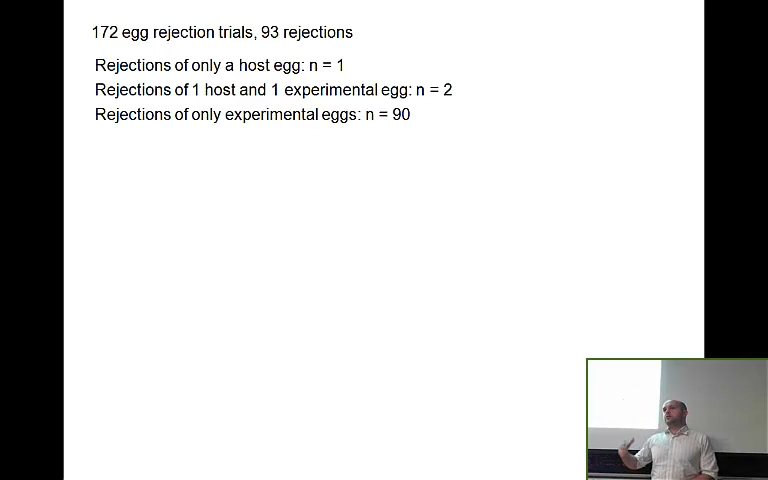 172 egg rejection trials, 93 rejections
Rejections of only a host egg: n = 1
Rejections of 1 host and 1 experimental egg: n = 2
Rejections of only experimental eggs: n = 90